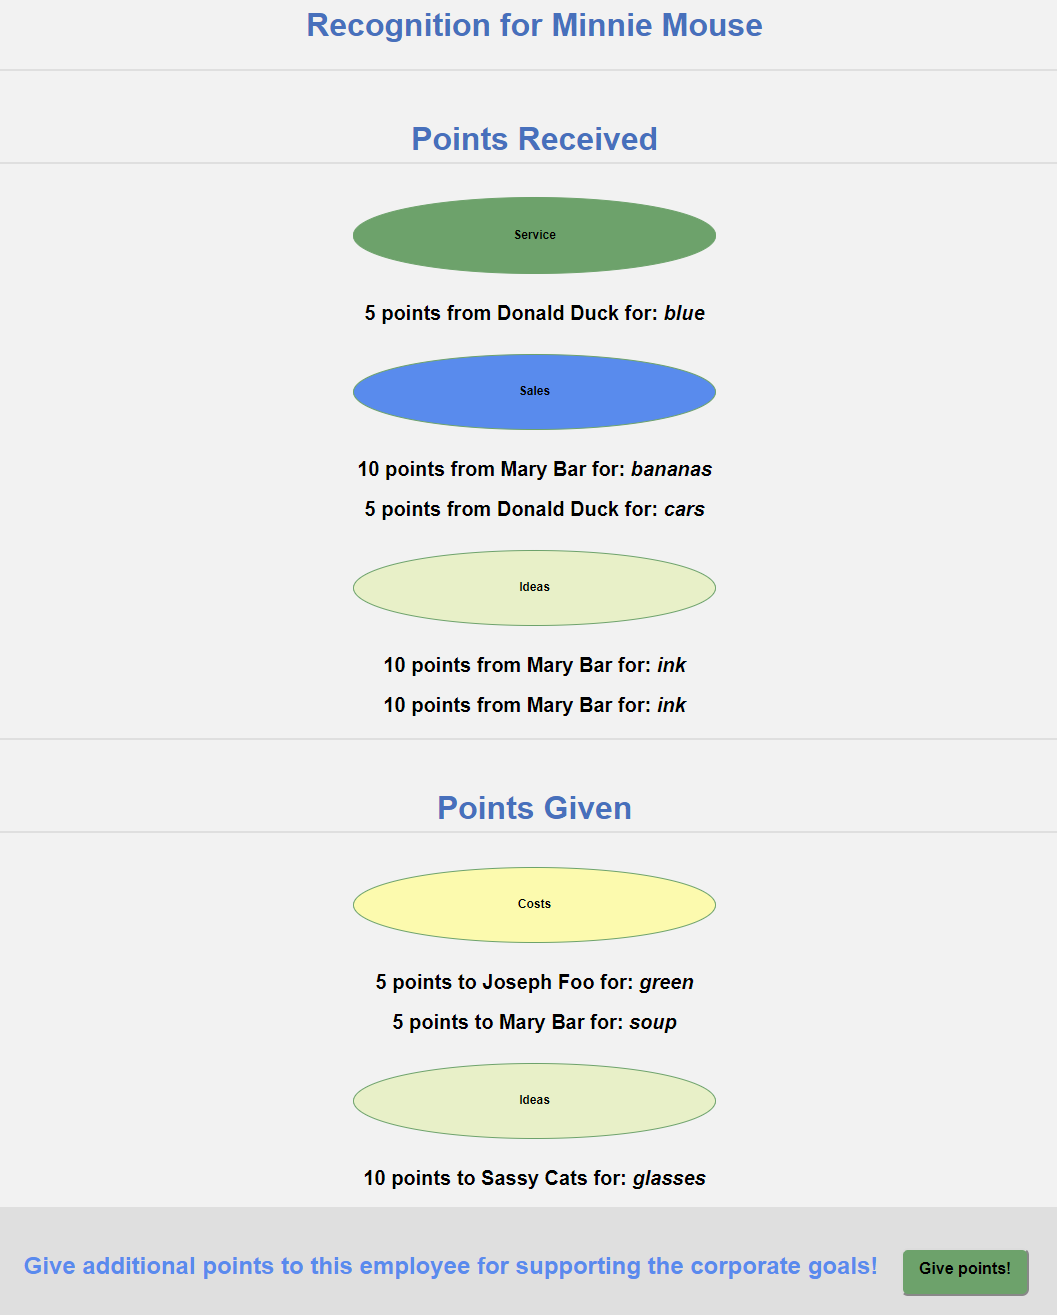 Recognition for Minnie Mouse
Points Received
Service
5 points from Donald Duck for: blue
Sales
10 points from Mary Bar for: bananas
5 points from Donald Duck for: cars
Ideas
10 points from Mary Bar for: ink
10 points from Mary Bar for: ink
Points Given
Costs
5 points to Joseph Foo for: green
5 points to Mary Bar for: soup
Ideas
10 points to Sassy Cats for: glasses
Give additional points to this employee for supporting the corporate goals! Give points!